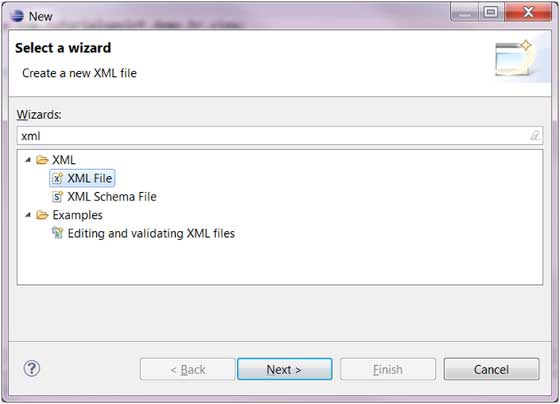 New
Select a wizard
Create a new XML file
Wizards:
xml
XML
XML File
XML Schema File
Examples
Editing and validating XML files
?
< Back
Next >
Finish
Cancel